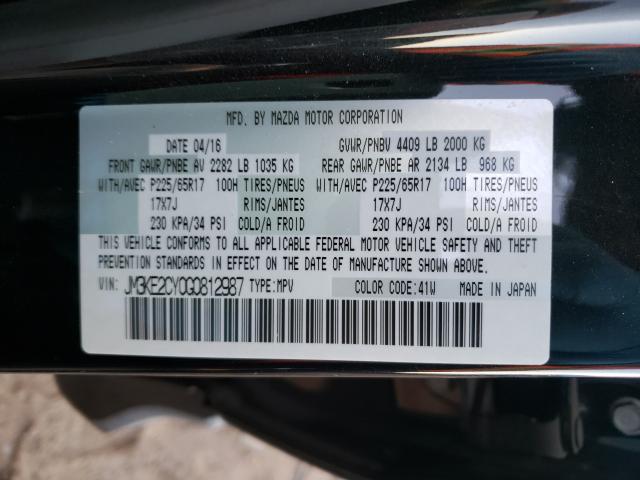 MFD. BY MAZDA MOTOR CORPORATION
DATE 04/16 GVWR/PNBV 4409 LB 2000 KG
FRONT GAWR/PNBE AV 2282 LB 1035 KG REAR GAWR/PNBE AR 2134 LB 968 KG
WITH/AVEC P225/65R17 100H TIRES/PNEUS WITH/AVEC P225/65R17 100H TIRES/PNEUS
17X7J RIMS/JANTES 17X7J RIMS/JANTES
230 KPA/34 PSI COLD/A FROID 230 KPA/34 PSI COLD/A FROID
THIS VEHICLE CONFORMS TO ALL APPLICABLE FEDERAL MOTOR VEHICLE SAFETY AND THEFT
PREVENTION STANDARDS IN EFFECT ON THE DATE OF MANUFACTURE SHOWN ABOVE.
VIN: JM3KE2CY0G0812987 TYPE:MPV COLOR CODE:41W MADE IN JAPAN